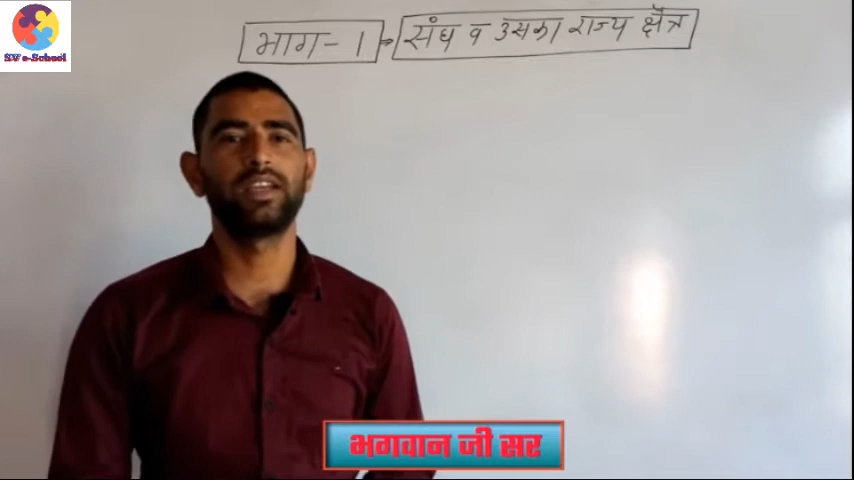 SV e-School
भाग-1 → संघ व उसका राज्य क्षेत्र
भगवान जी सर